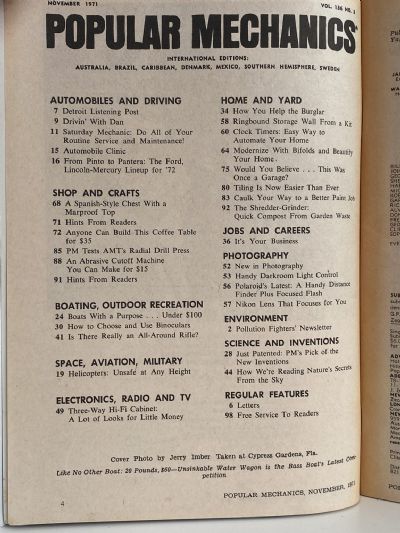 NOVEMBER 1971
VOL. 136 NO. 5
POPULAR MECHANICS
INTERNATIONAL EDITIONS:
AUSTRALIA, BRAZIL, CARIBBEAN, DENMARK, MEXICO, SOUTHERN HEMISPHERE, SWEDEN
AUTOMOBILES AND DRIVING
7 Detroit Listening Post
9 Drivin' With Dan
11 Saturday Mechanic: Do All of Your
Routine Service and Maintenance!
15 Automobile Clinic
16 From Pinto to Pantera: The Ford,
Lincoln-Mercury Lineup for '72
SHOP AND CRAFTS
68 A Spanish-Style Chest With a
Marproof Top
71 Hints From Readers
72 Anyone Can Build This Coffee Table
for $35
85 PM Tests AMT's Radial Drill Press
88 An Abrasive Cutoff Machine
You Can Make for $15
91 Hints From Readers
BOATING, OUTDOOR RECREATION
24 Boats With a Purpose . . . Under $100
30 How to Choose and Use Binoculars
41 Is There Really an All-Around Rifle?
SPACE, AVIATION, MILITARY
19 Helicopters: Unsafe at Any Height
ELECTRONICS, RADIO AND TV
49 Three-Way Hi-Fi Cabinet:
A Lot of Looks for Little Money
HOME AND YARD
34 How You Help the Burglar
58 Ringbound Storage Wall From a Kit
60 Clock Timers: Easy Way to
Automate Your Home
64 Modernize With Bifolds and Beautify
Your Home
75 Would You Believe . . . This Was
Once a Garage?
80 Tiling Is Now Easier Than Ever
83 Caulk Your Way to a Better Paint Job
92 The Shredder-Grinder:
Quick Compost From Garden Waste
JOBS AND CAREERS
36 It's Your Business
PHOTOGRAPHY
52 New in Photography
53 Handy Darkroom Light Control
56 Polaroid's Latest: A Handy Distance
Finder Plus Focused Flash
57 Nikon Lens That Focuses for You
ENVIRONMENT
2 Pollution Fighters' Newsletter
SCIENCE AND INVENTIONS
28 Just Patented: PM's Pick of the
New Inventions
44 How We're Reading Nature's Secrets
From the Sky
REGULAR FEATURES
6 Letters
98 Free Service To Readers
Cover Photo by Jerry Imber Taken at Cypress Gardens, Fla.
Like No Other Boat: 20 Pounds, $60—Unsinkable Water Wagon is the Bass Boat's Latest Com-
petition
4
POPULAR MECHANICS, NOVEMBER, 1971